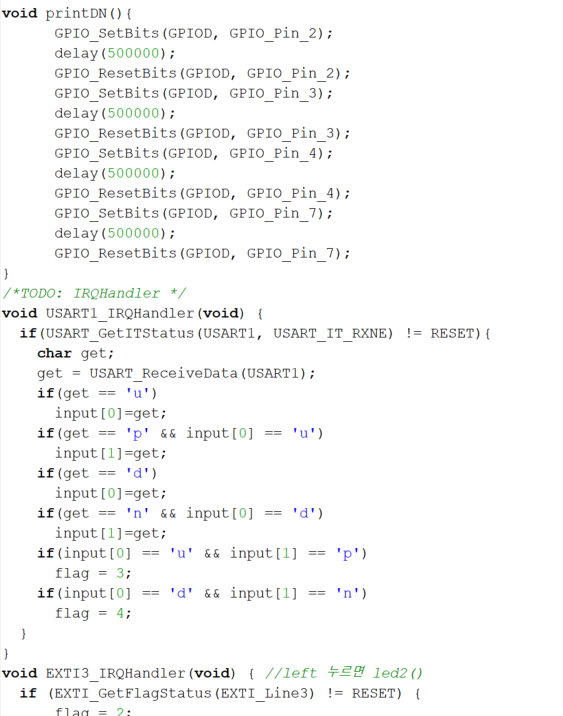 void printDN(){
GPIO_SetBits(GPIOD, GPIO_Pin_2);
delay(500000);
GPIO_ResetBits(GPIOD, GPIO_Pin_2);
GPIO_SetBits(GPIOD, GPIO_Pin_3);
delay(500000);
GPIO_ResetBits(GPIOD, GPIO_Pin_3);
GPIO_SetBits(GPIOD, GPIO_Pin_4);
delay(500000);
GPIO_ResetBits(GPIOD, GPIO_Pin_4);
GPIO_SetBits(GPIOD, GPIO_Pin_7);
delay(500000);
GPIO_ResetBits(GPIOD, GPIO_Pin_7);
}
/*TODO: IRQHandler */
void USART1_IRQHandler(void) {
if(USART_GetITStatus(USART1, USART_IT_RXNE) != RESET){
char get;
get = USART_ReceiveData(USART1);
if(get == 'u')
input[0]=get;
if(get == 'p' && input[0] == 'u')
input[1]=get;
if(get == 'd')
input[0]=get;
if(get == 'n' && input[0] == 'd')
input[1]=get;
if(input[0] == 'u' && input[1] == 'p')
flag = 3;
if(input[0] == 'd' && input[1] == 'n')
flag = 4;
}
}
void EXTI3_IRQHandler(void) { //left 누르면 led2()
if (EXTI_GetFlagStatus(EXTI_Line3) != RESET) {
flag = 2;